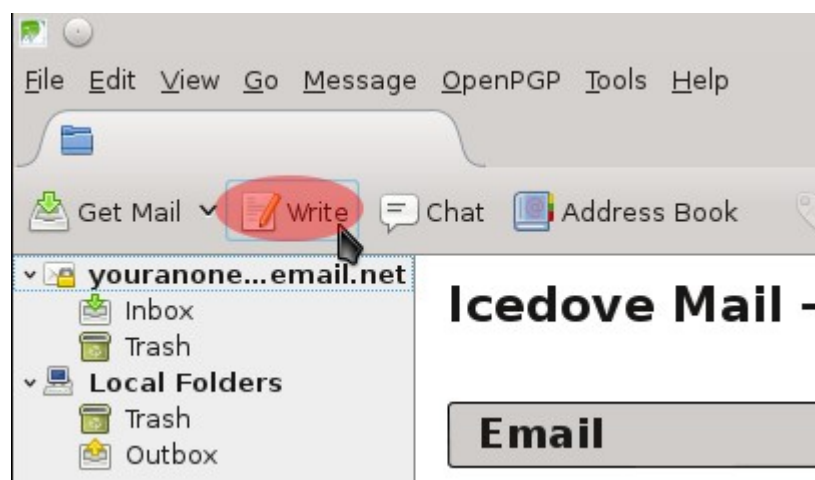 File Edit View Go Message OpenPGP Tools Help
Get Mail Write Chat Address Book
youranone...email.net
Inbox
Trash
Local Folders
Trash
Outbox
Icedove Mail -
Email